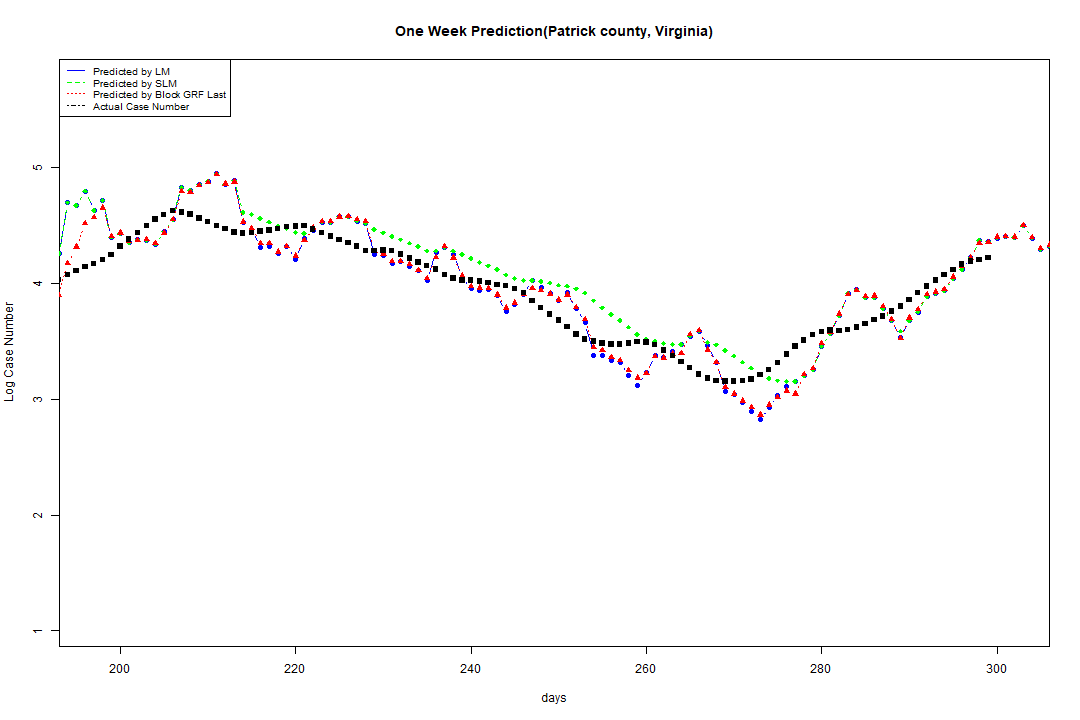 One Week Prediction(Patrick county, Virginia)
Predicted by LM
Predicted by SLM
Predicted by Block GRF Last
Actual Case Number
5
4
3
2
1
Log Case Number
200 220 240 260 280 300
days